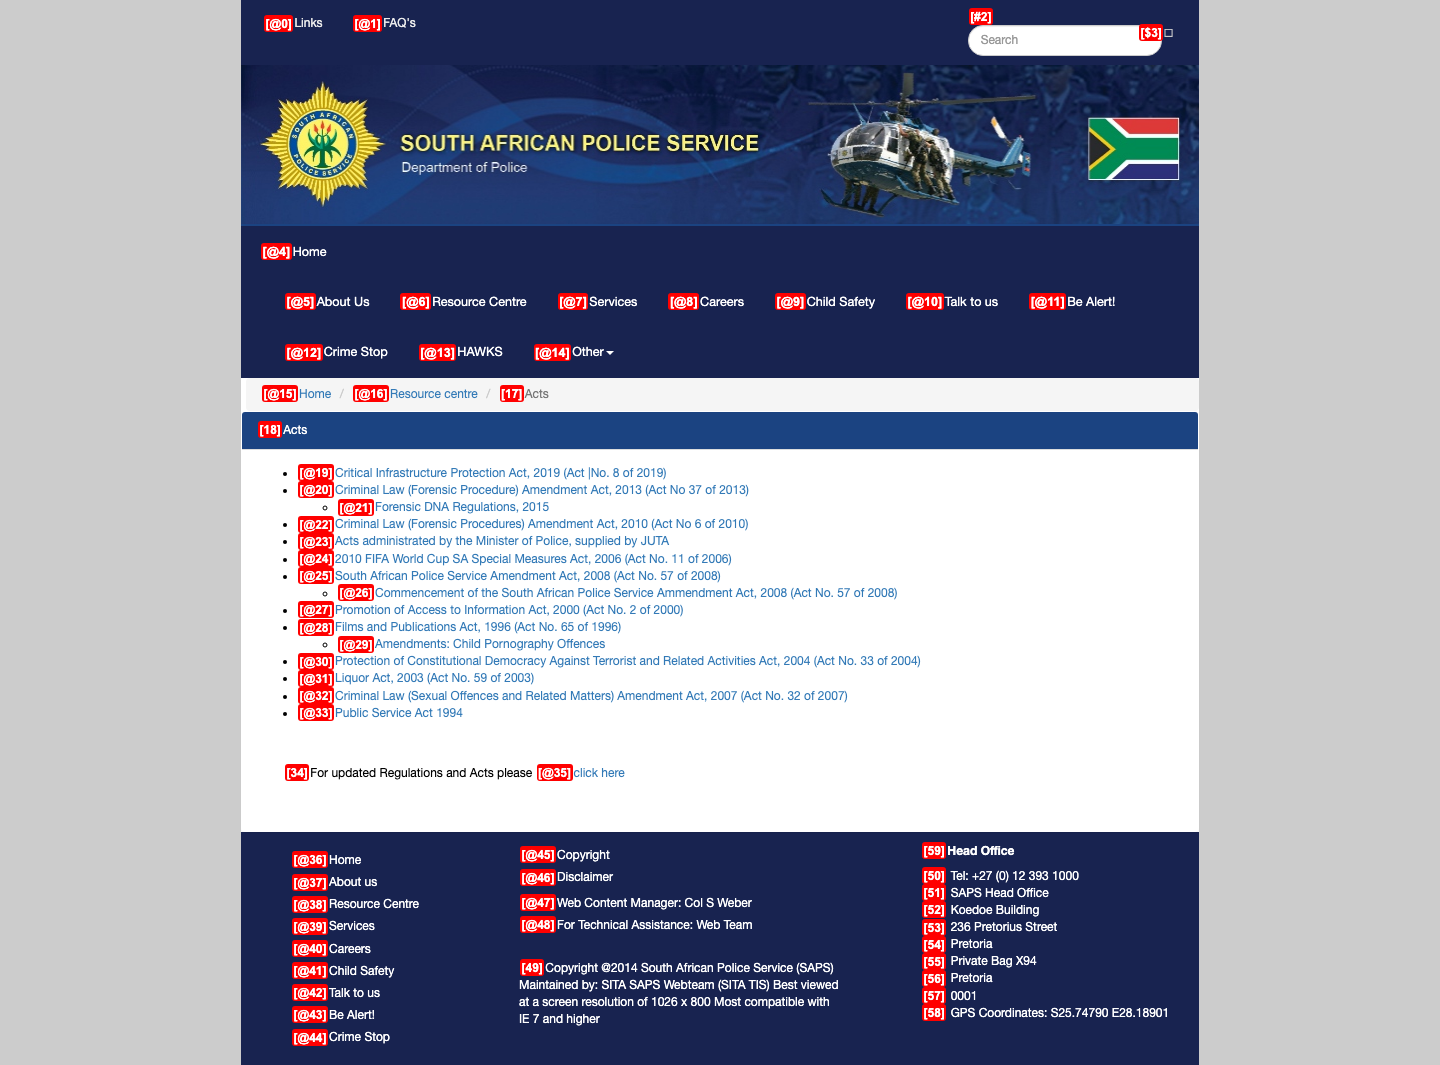 [@0] Links [@1] FAQ's [#2]
Search [$3]
SOUTH AFRICAN POLICE SERVICE
Department of Police
SOUTH AFRICAN
POLICE SERVICE
[@4] Home
[@5] About Us [@6] Resource Centre [@7] Services [@8] Careers [@9] Child Safety [@10] Talk to us [@11] Be Alert!
[@12] Crime Stop [@13] HAWKS [@14] Other
[@15] Home / [@16] Resource centre / [17] Acts
[18] Acts
[@19] Critical Infrastructure Protection Act, 2019 (Act |No. 8 of 2019)
[@20] Criminal Law (Forensic Procedure) Amendment Act, 2013 (Act No 37 of 2013)
[@21] Forensic DNA Regulations, 2015
[@22] Criminal Law (Forensic Procedures) Amendment Act, 2010 (Act No 6 of 2010)
[@23] Acts administrated by the Minister of Police, supplied by JUTA
[@24] 2010 FIFA World Cup SA Special Measures Act, 2006 (Act No. 11 of 2006)
[@25] South African Police Service Amendment Act, 2008 (Act No. 57 of 2008)
[@26] Commencement of the South African Police Service Ammendment Act, 2008 (Act No. 57 of 2008)
[@27] Promotion of Access to Information Act, 2000 (Act No. 2 of 2000)
[@28] Films and Publications Act, 1996 (Act No. 65 of 1996)
[@29] Amendments: Child Pornography Offences
[@30] Protection of Constitutional Democracy Against Terrorist and Related Activities Act, 2004 (Act No. 33 of 2004)
[@31] Liquor Act, 2003 (Act No. 59 of 2003)
[@32] Criminal Law (Sexual Offences and Related Matters) Amendment Act, 2007 (Act No. 32 of 2007)
[@33] Public Service Act 1994
[34] For updated Regulations and Acts please [@35] click here
[@36] Home
[@37] About us
[@38] Resource Centre
[@39] Services
[@40] Careers
[@41] Child Safety
[@42] Talk to us
[@43] Be Alert!
[@44] Crime Stop
[@45] Copyright
[@46] Disclaimer
[@47] Web Content Manager: Col S Weber
[@48] For Technical Assistance: Web Team
[49] Copyright @2014 South African Police Service (SAPS)
Maintained by: SITA SAPS Webteam (SITA TIS) Best viewed
at a screen resolution of 1026 x 800 Most compatible with
IE 7 and higher
[59] Head Office
[50] Tel: +27 (0) 12 393 1000
[51] SAPS Head Office
[52] Koedoe Building
[53] 236 Pretorius Street
[54] Pretoria
[55] Private Bag X94
[56] Pretoria
[57] 0001
[58] GPS Coordinates: S25.74790 E28.18901